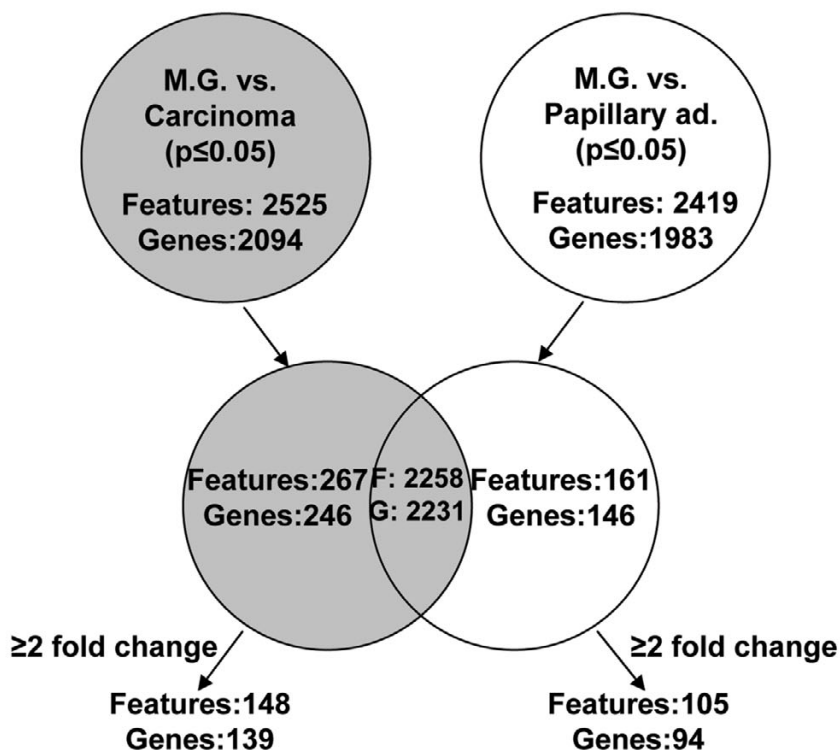 M.G. vs.
Carcinoma
(p≤0.05)
Features: 2525
Genes:2094
M.G. vs.
Papillary ad.
(p≤0.05)
Features: 2419
Genes:1983
Features:267
Genes:246
F: 2258
G: 2231
Features:161
Genes:146
≥2 fold change
Features:148
Genes:139
≥2 fold change
Features:105
Genes:94